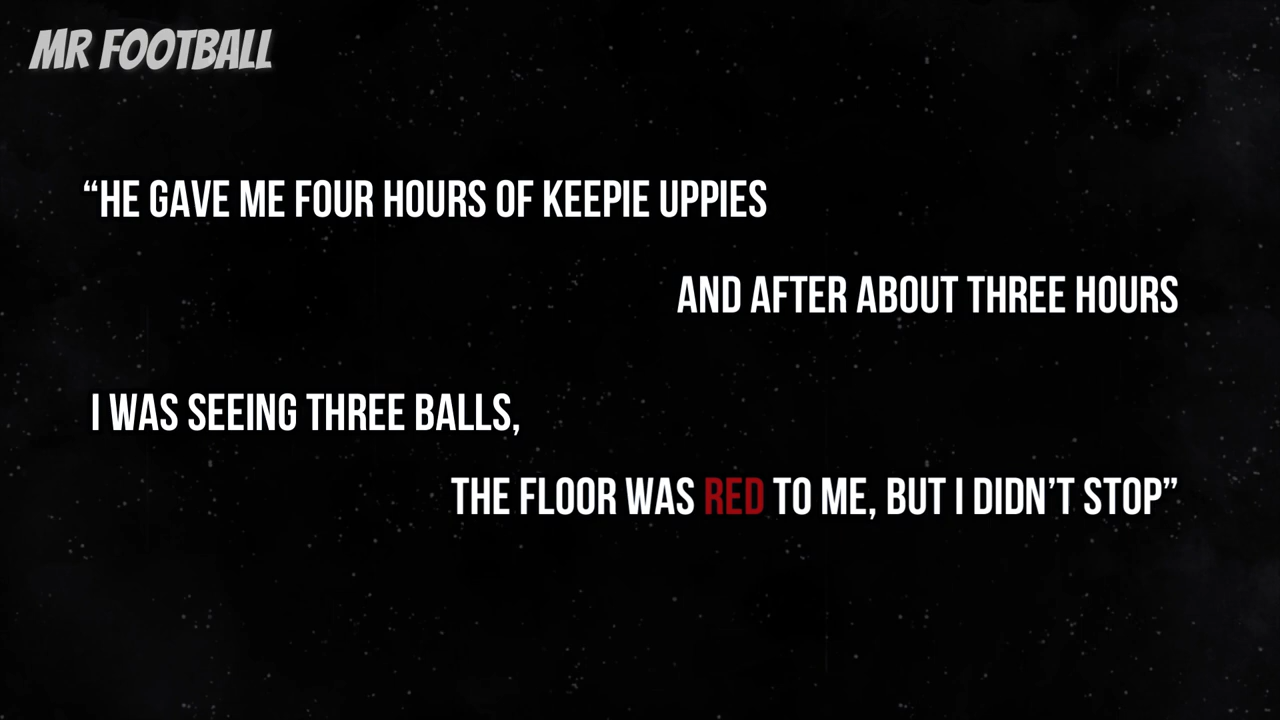 MR FOOTBALL
“HE GAVE ME FOUR HOURS OF KEEPIE UPPIES
AND AFTER ABOUT THREE HOURS
I WAS SEEING THREE BALLS,
THE FLOOR WAS RED TO ME, BUT I DIDN’T STOP”